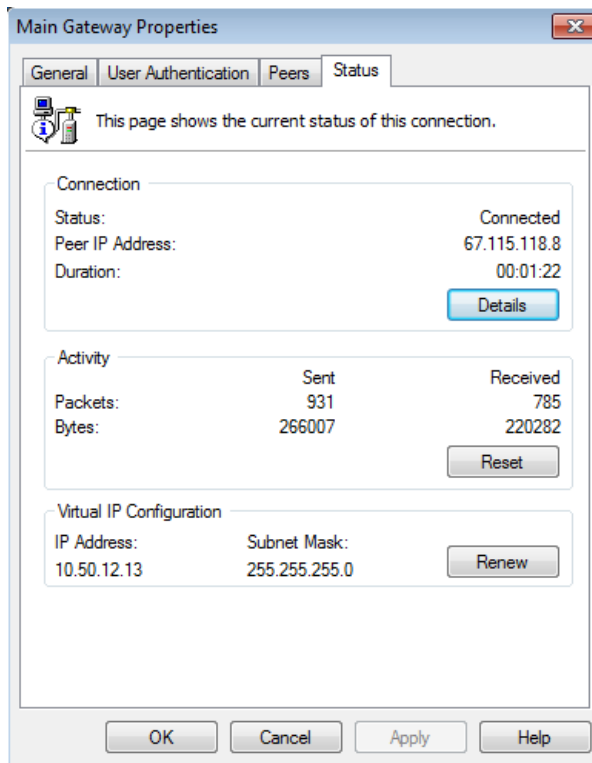 Main Gateway Properties
General User Authentication Peers Status
This page shows the current status of this connection.
Connection
Status: Connected
Peer IP Address: 67.115.118.8
Duration: 00:01:22
Details
Activity
Sent Received
Packets: 931 785
Bytes: 266007 220282
Reset
Virtual IP Configuration
IP Address: Subnet Mask:
10.50.12.13 255.255.255.0
Renew
OK Cancel Apply Help